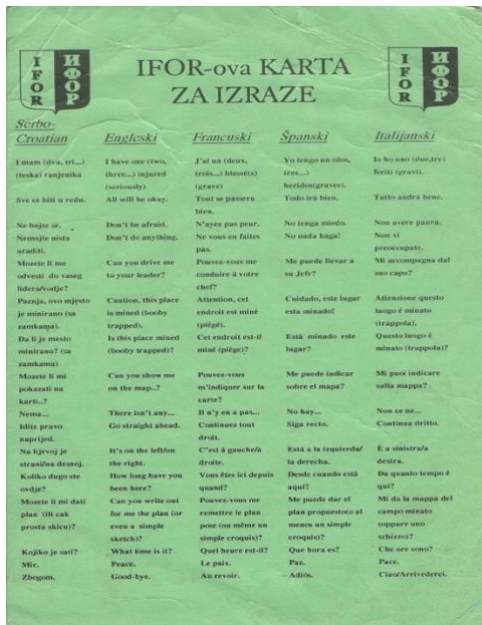 IFOR
ИФОР
IFOR-ova KARTA
ZA IZRAZE
IFOR
ИФОР
Serbo-
Croatian Engleski Francuski Španski Italijanski
I mam (dva, tri...) I have one (two, J'ai un (deux, Yo tengo un (dos, Io ho uno (due,tre)
(teska) ranjenika three...) injured trois...) blessé(s) tres...) feriti (gravi).
(seriously) (grave) heridos(graves).
Sve ce biti u redu. All will be okay. Tout se passera Todo irá bien. Tutto andrà bene.
bien.
Ne bojte se. Don't be afraid. N'ayez pas peur. No tenga miedo. Non avere paura.
Nemojte nista Don't do anything. Ne vous en faites No nada haga! Non vi
uraditi. pas. preoccupate.
Mozete li me Can you drive me Pouvez-vous me Me puede llevar a Mi accompagna dal
odvesti do vaseg to your leader? conduire à votre su Jefe? suo capo?
lidera/vodje? chef?
Paznja, ovo mjesto Caution, this place Attention, cet Cuidado, este lugar Attenzione questo
je minirano (sa is mined (booby endroit est miné esta minado! luogo é minato
zamkama). trapped). (piégé). (trappola).
Da li je mesto Is this place mined Cet endroit est-il Está minado este Questo luogo é
minirano? (sa (booby trapped)? miné (piége)? lugar? minato (trappola)?
zamkama)
Mozete li mi Can you show me Pouvez-vous Me puede indicar Mi puoi indicare
pokazati na on the map..? m'indiquer sur la sobre el mapa? sulla mappa?
karti..? carte?
Nema... There isn't any... Il n'y en a pas... No hay... Non ce ne...
Idite pravo Go straight ahead. Continues tout Siga recto. Continua dritto.
naprijed. droit.
Na lijevoj je It's on the left/on C'est à gauche/à Está a la izquierda/ È a sinistra/a
strani/na desnoj. the right. droite. la derecha. destra.
Koliko dugo ste How long have you Vous êtes ici depuis Desde cuando está Da quanto tempo é
ovdje? been here? quand? aquí? qui?
Mozete li mi dati Can you write out Pouvez-vous me Me puede dar el Mi da la mappa del
plan (ili cak for me the plan (or remettre le plan plan propuesto al campo minato
prostu skicu)? even a simple pose (ou même un menos un simple
sketch)? simple croquis)? croquis)? schizzo)?
Kojiko je sati? What time is it? Quel heure est-il? Que hora es? Che ore sono?
Mir. Peace. Le paix. Paz. Pace.
Zbogom. Good-bye. Au revoir. Adiós. Ciao/Arrivederci.